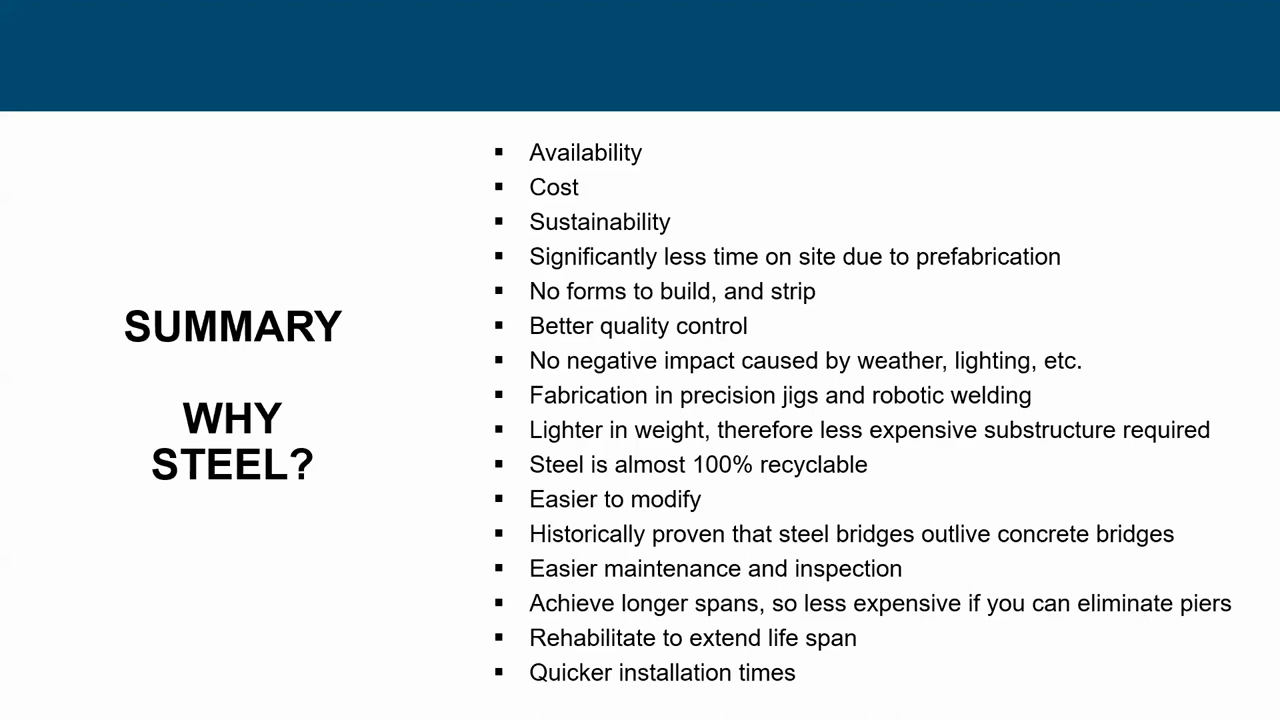 SUMMARY
WHY
STEEL?
▪ Availability
▪ Cost
▪ Sustainability
▪ Significantly less time on site due to prefabrication
▪ No forms to build, and strip
▪ Better quality control
▪ No negative impact caused by weather, lighting, etc.
▪ Fabrication in precision jigs and robotic welding
▪ Lighter in weight, therefore less expensive substructure required
▪ Steel is almost 100% recyclable
▪ Easier to modify
▪ Historically proven that steel bridges outlive concrete bridges
▪ Easier maintenance and inspection
▪ Achieve longer spans, so less expensive if you can eliminate piers
▪ Rehabilitate to extend life span
▪ Quicker installation times